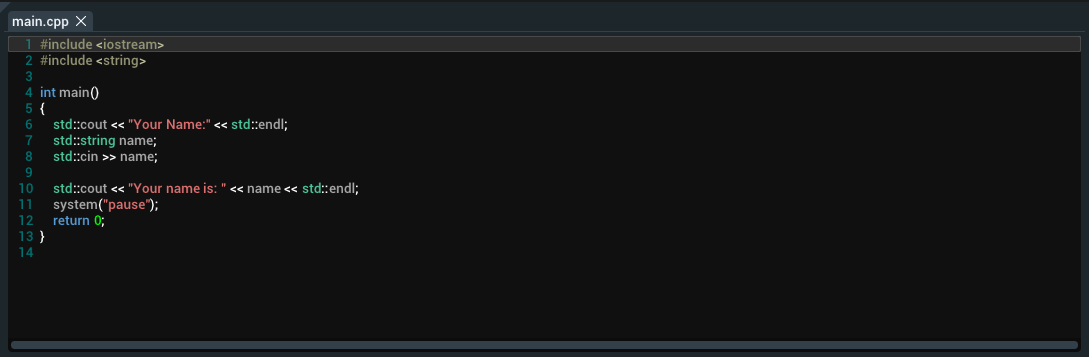 main.cpp
1 #include <iostream>
2 #include <string>
3
4 int main()
5 {
6 std::cout << "Your Name:" << std::endl;
7 std::string name;
8 std::cin >> name;
9
10 std::cout << "Your name is: " << name << std::endl;
11 system("pause");
12 return 0;
13 }
14